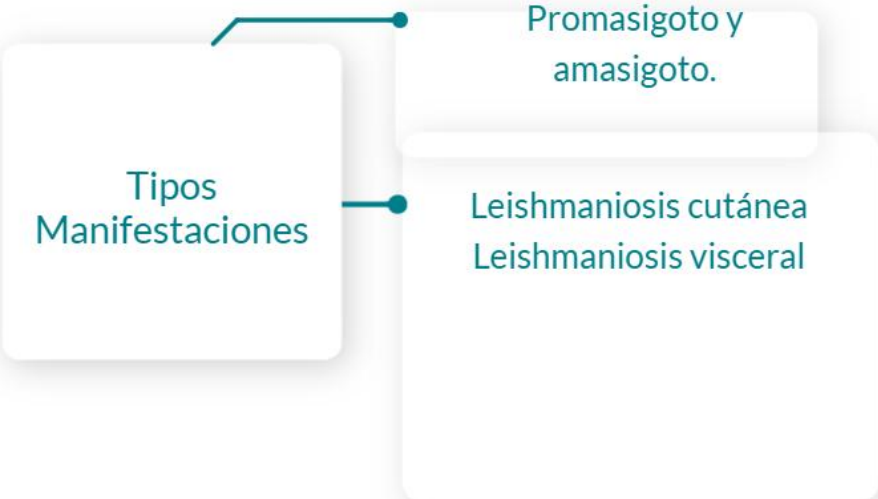 Promasigoto y
amasigoto.
Tipos
Manifestaciones
Leishmaniosis cutánea
Leishmaniosis visceral